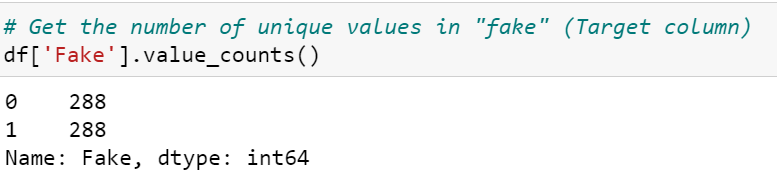 # Get the number of unique values in "fake" (Target column)
df['Fake'].value_counts()
0    288
1    288
Name: Fake, dtype: int64